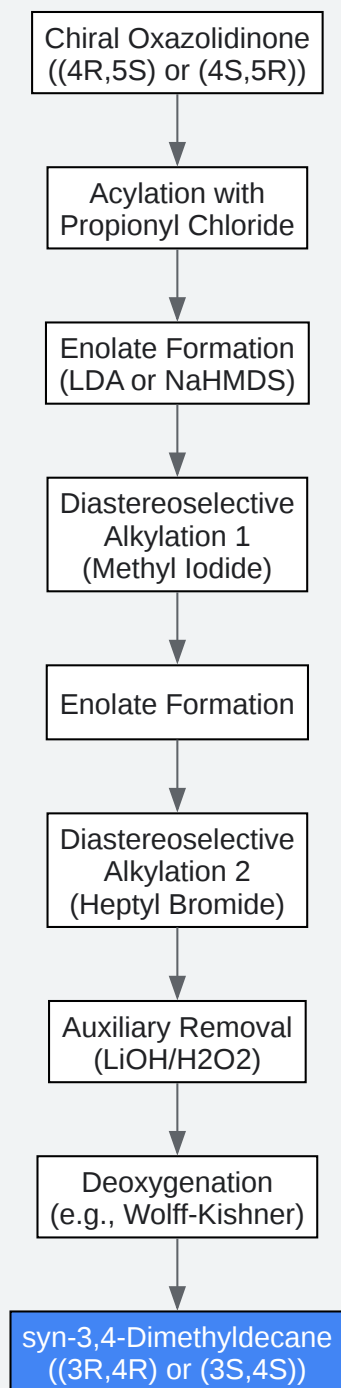 Chiral Oxazolidinone
((4R,5S) or (4S,5R))
Acylation with
Propionyl Chloride
Enolate Formation
(LDA or NaHMDS)
Diastereoselective
Alkylation 1
(Methyl Iodide)
Enolate Formation
Diastereoselective
Alkylation 2
(Heptyl Bromide)
Auxiliary Removal
(LiOH/H2O2)
Deoxygenation
(e.g., Wolff-Kishner)
syn-3,4-Dimethyldecane
((3R,4R) or (3S,4S))